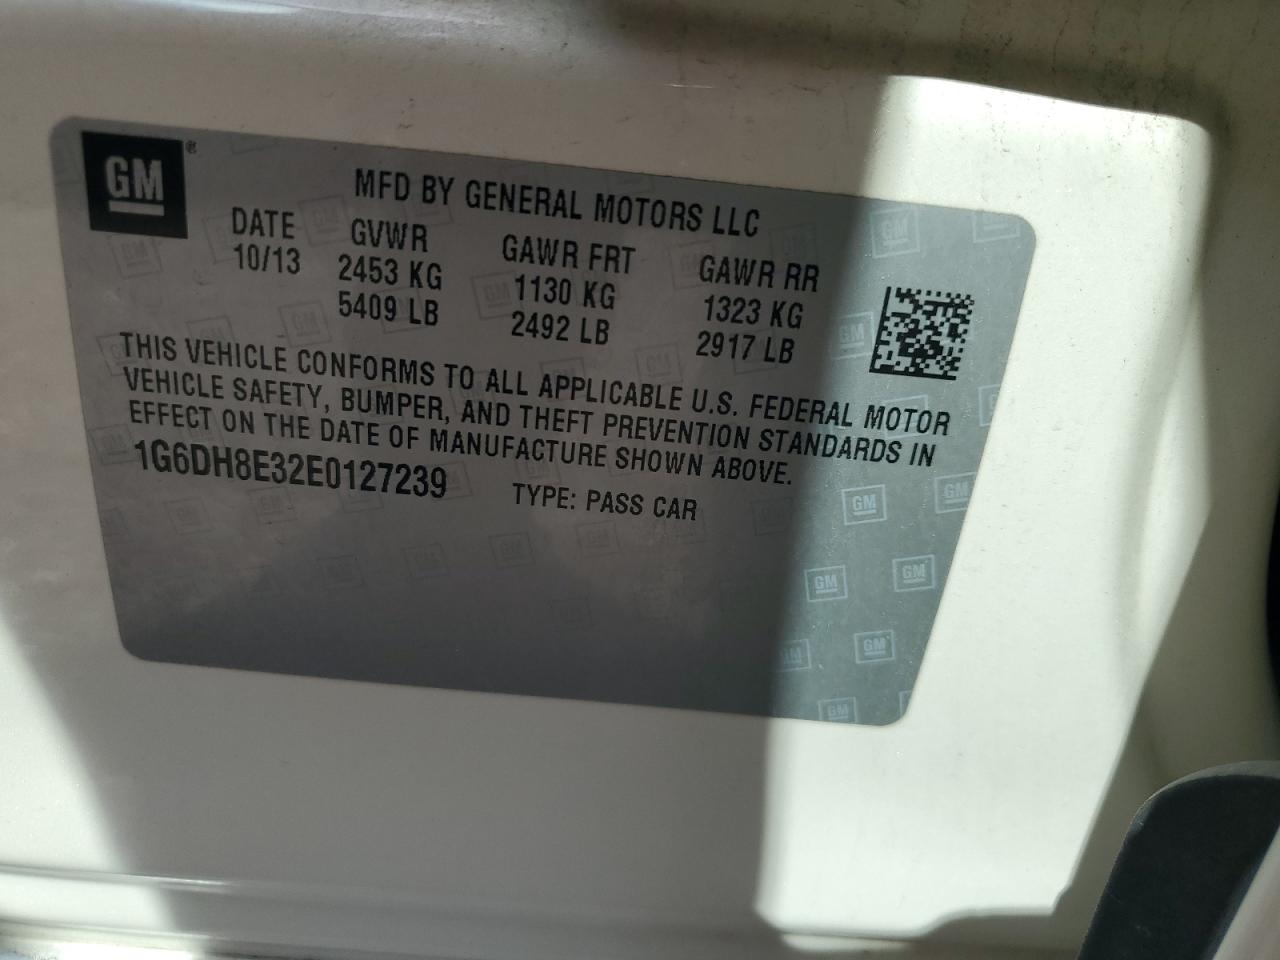 GM ®
MFD BY GENERAL MOTORS LLC
DATE GVWR GAWR FRT GAWR RR
10/13 2453 KG 1130 KG 1323 KG
5409 LB 2492 LB 2917 LB
THIS VEHICLE CONFORMS TO ALL APPLICABLE U.S. FEDERAL MOTOR
VEHICLE SAFETY, BUMPER, AND THEFT PREVENTION STANDARDS IN
EFFECT ON THE DATE OF MANUFACTURE SHOWN ABOVE.
1G6DH8E32E0127239 TYPE: PASS CAR